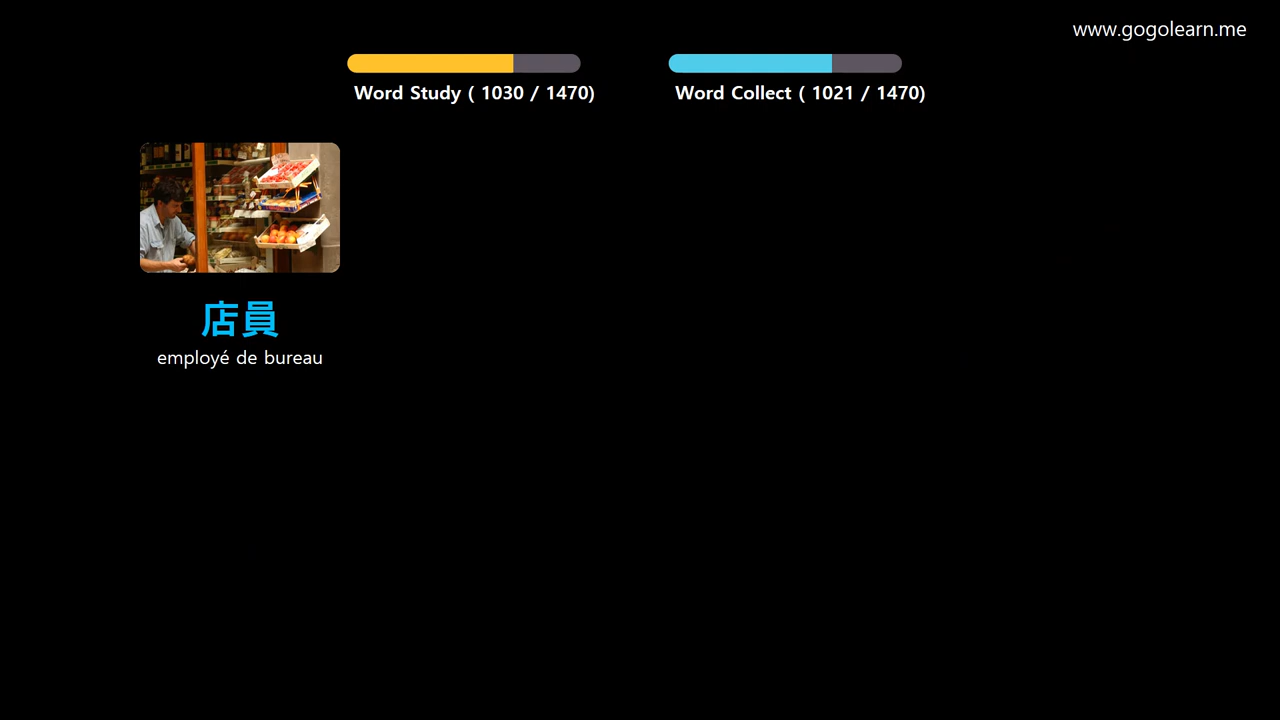 www.gogolearn.me
Word Study ( 1030 / 1470)
Word Collect ( 1021 / 1470)
店員
employé de bureau